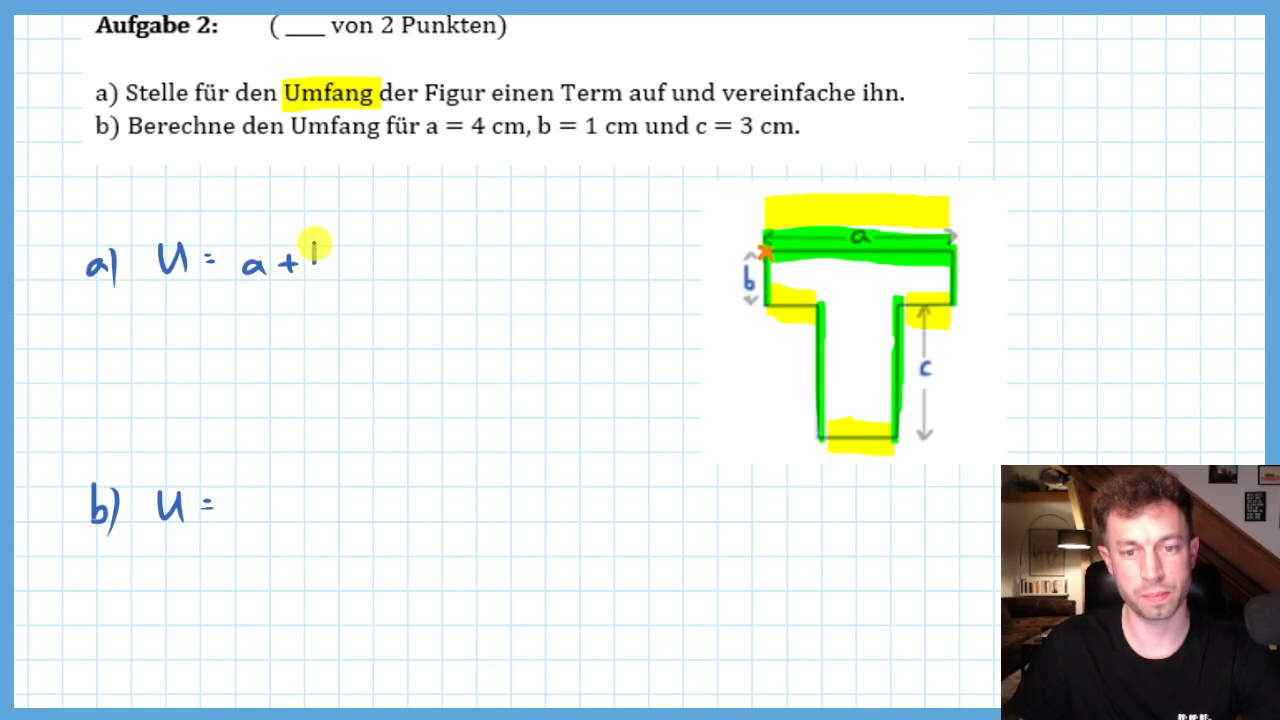 Aufgabe 2: ( ___ von 2 Punkten)
a) Stelle für den Umfang der Figur einen Term auf und vereinfache ihn.
b) Berechne den Umfang für a = 4 cm, b = 1 cm und c = 3 cm.
a) U = a +
a
b
c
b) U =